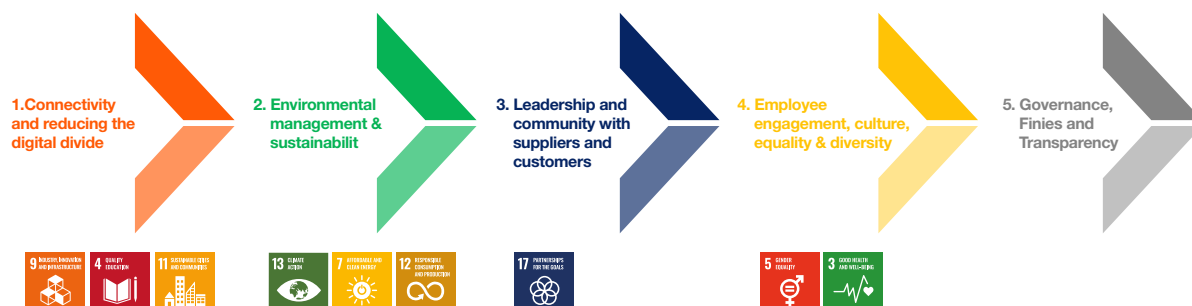 1.Connectivity
and reducing the
digital divide
2. Environmental
management &
sustainabilit
3. Leadership and
community with
suppliers and
customers
4. Employee
engagement, culture,
equality & diversity
5. Governance,
Finies and
Transparency
9 INDUSTRY, INNOVATION
AND INFRASTRUCTURE
4 QUALITY
EDUCATION
11 SUSTAINABLE CITIES
AND COMMUNITIES
13 CLIMATE
ACTION
7 AFFORDABLE AND
CLEAN ENERGY
12 RESPONSIBLE
CONSUMPTION
AND PRODUCTION
17 PARTNERSHIPS
FOR THE GOALS
5 GENDER
EQUALITY
3 GOOD HEALTH
AND WELL-BEING